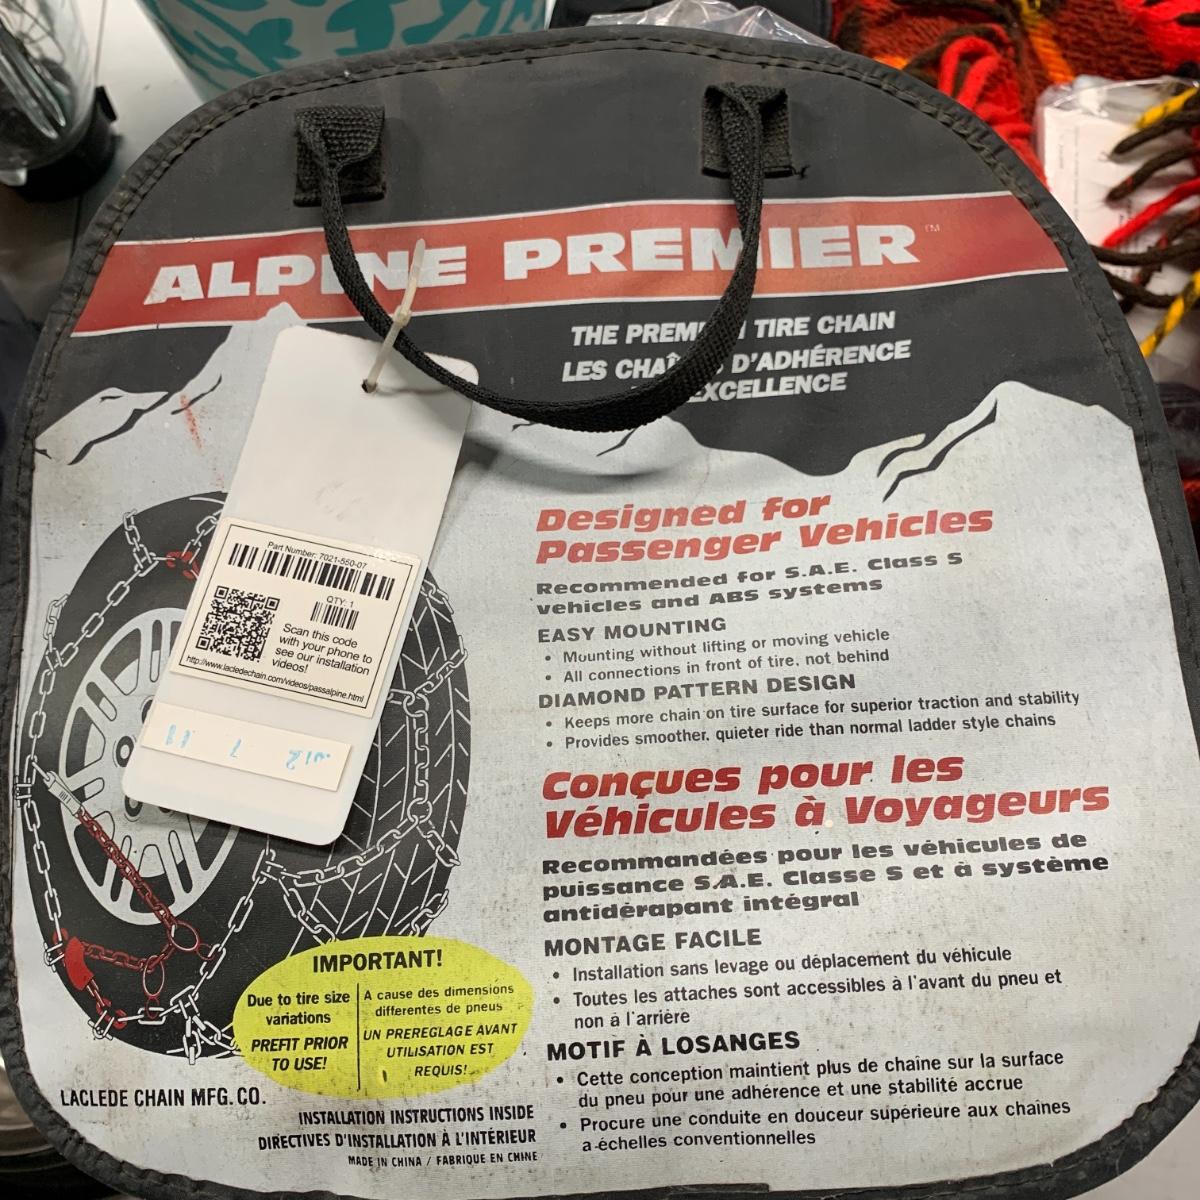 ALPINE PREMIER™
THE TIRE CHAIN
LES D'ADHÉRENCE
Designed for
Passenger Vehicles
Recommended for S.A.E. Class S
vehicles and ABS systems
EASY MOUNTING
• Mounting without lifting or moving vehicle
• All connections in front of tire, not behind
DIAMOND PATTERN DESIGN
• Keeps more chain on tire surface for superior traction and stability
• Provides smoother, quieter ride than normal ladder style chains
Conçues pour les
Véhicules à Voyageurs
Recommandées pour les véhicules de
puissance S.A.E. Classe S et à système
antidérapant intégral
MONTAGE FACILE
• Installation sans levage ou déplacement du véhicule
• Toutes les attaches sont accessibles à l'avant du pneu et
non à l'arrière
MOTIF À LOSANGES
• Cette conception maintient plus de chaîne sur la surface
du pneu pour une adhérence et une stabilité accrue
• Procure une conduite en douceur supérieure aux chaînes
a échelles conventionnelles
Part Number: 7021-550-07
QTY: 1
Scan this code
with your phone to
see our installation
videos!
http://www.lacledechain.com/videos/passalpine.html
IMPORTANT!
Due to tire size
variations
PREFIT PRIOR
TO USE!
A cause des dimensions
differentes de pneus
UN PREREGLAGE AVANT
UTILISATION EST
REQUIS!
LACLEDE CHAIN MFG. CO.
INSTALLATION INSTRUCTIONS INSIDE
DIRECTIVES D'INSTALLATION À L'INTÉRIEUR
MADE IN CHINA / FABRIQUE EN CHINE